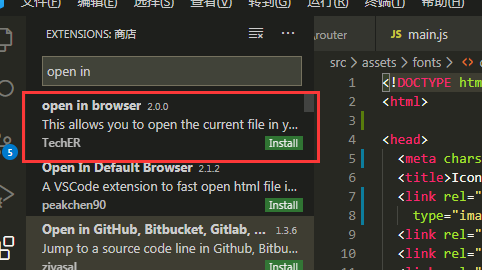 文件(F) 编辑(E) 选择(S) 查看(V) 转到(G) 运行(R) 终端(T) 帮助(H)
EXTENSIONS: 商店
router
JS main.js
open in
src > assets > fonts >
open in browser 2.0.0
This allows you to open the current file in y...
TechER
Install
Open In Default Browser 2.1.2
A VSCode extension to fast open html file i...
peakchen90
Install
Open in GitHub, Bitbucket, Gitlab, ... 1.3.6
Jump to a source code line in Github, Bitbu...
ziyasal
Install
5
1 <!DOCTYPE htm
2 <html>
3
4 <head>
5 <meta chars
6 <title>Icon
7 <link rel="
8 type="ima
9 <link rel="
10 <link rel="
11 <link rel="